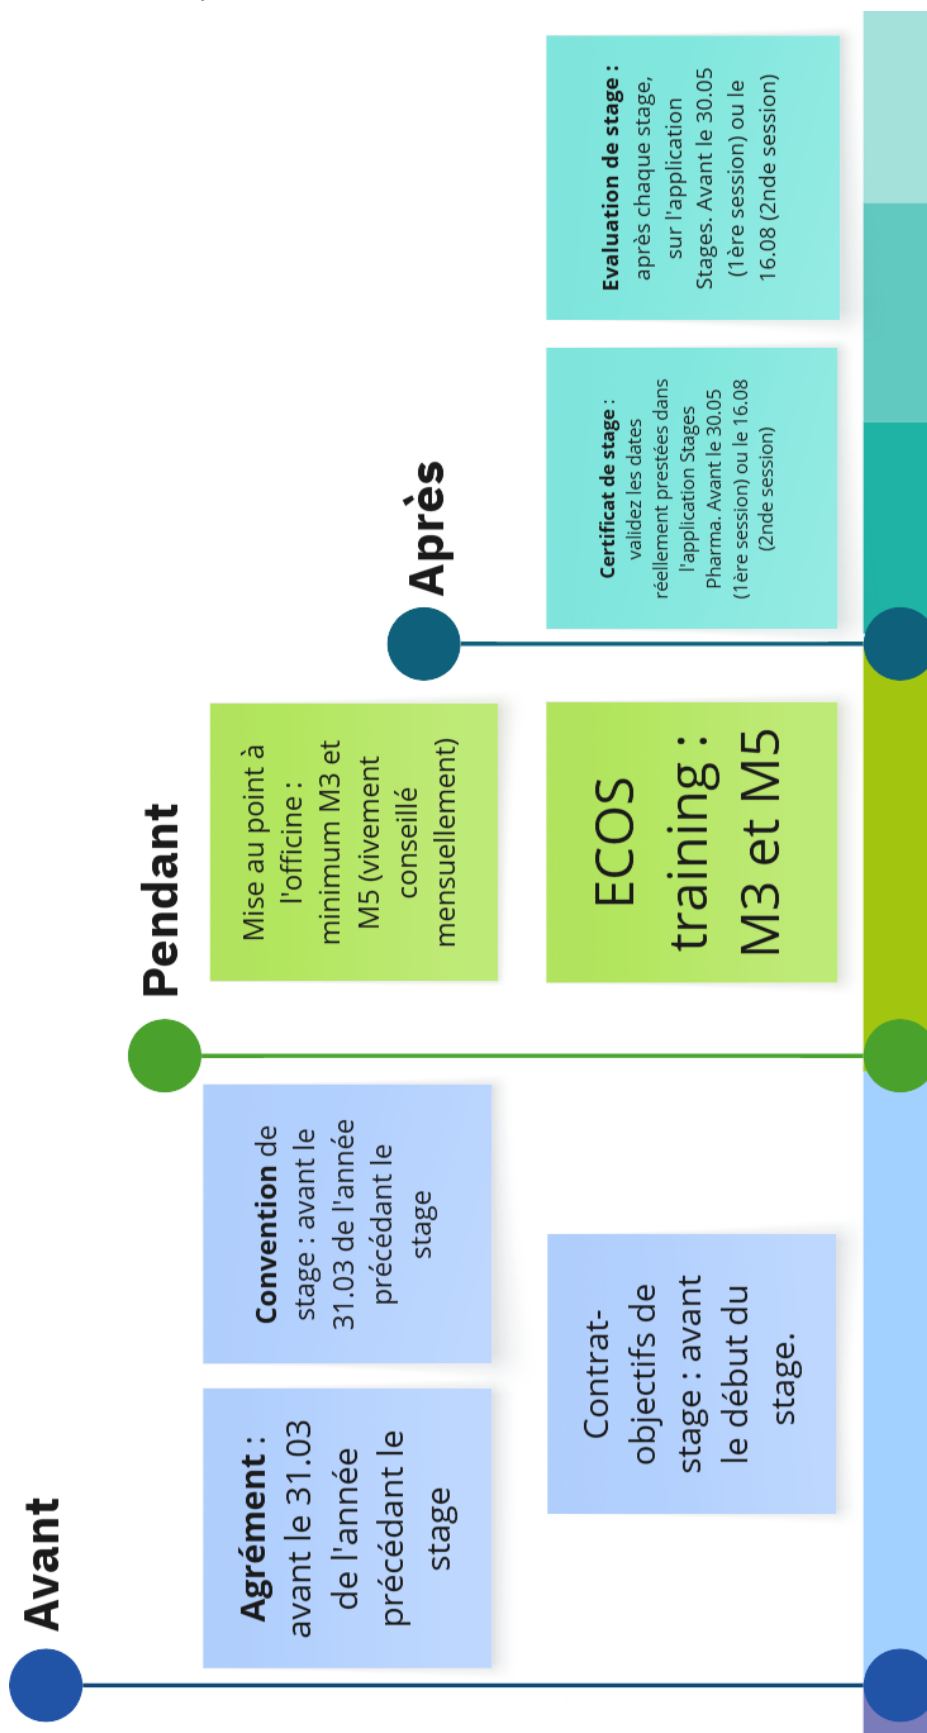 Avant
Agrément :
avant le 31.03
de l'année
précédant le
stage
Convention de
stage : avant le
31.03 de l'année
précédant le
stage
Contrat-
objectifs de
stage : avant
le début du
stage.
Pendant
Mise au point à
l'officine :
minimum M3 et
M5 (vivement
conseillé
mensuellement)
ECOS
training :
M3 et M5
Après
Certificat de stage :
validez les dates
réellement prestées dans
l'application Stages
Pharma. Avant le 30.05
(1ère session) ou le 16.08
(2nde session)
Evaluation de stage :
après chaque stage,
sur l'application
Stages. Avant le 30.05
(1ère session) ou le
16.08 (2nde session)